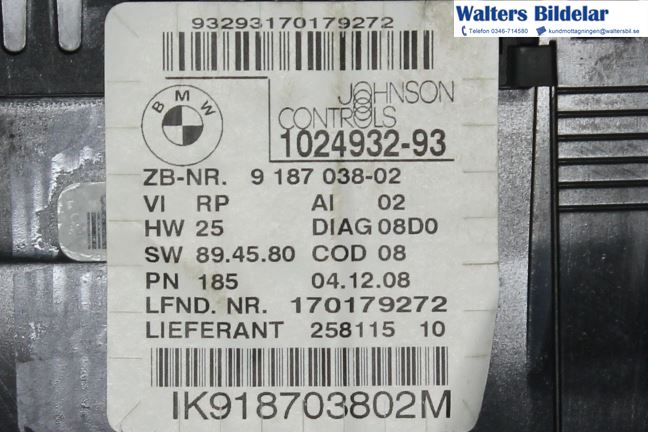 Walters Bildelar
Telefon 0346-714580 kundmottagningen@waltersbil.se
93293170179272
BMW
JOHNSON
CONTROLS
1024932-93
ZB-NR. 9 187 038-02
VI RP AI 02
HW 25 DIAG 08D0
SW 89.45.80 COD 08
PN 185 04.12.08
LFND. NR. 170179272
LIEFERANT 258115 10
IK918703802M